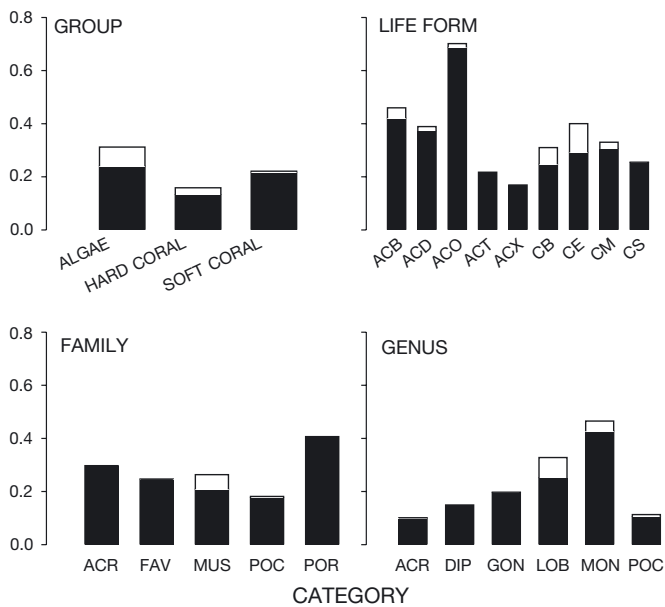 GROUP
0.8
0.6
0.4
0.2
0.0
ALGAE
HARD CORAL
SOFT CORAL
LIFE FORM
ACB
ACD
ACO
ACT
ACX
CB
CE
CM
CS
FAMILY
0.8
0.6
0.4
0.2
0.0
ACR FAV MUS POC POR
GENUS
ACR DIP GON LOB MON POC
CATEGORY